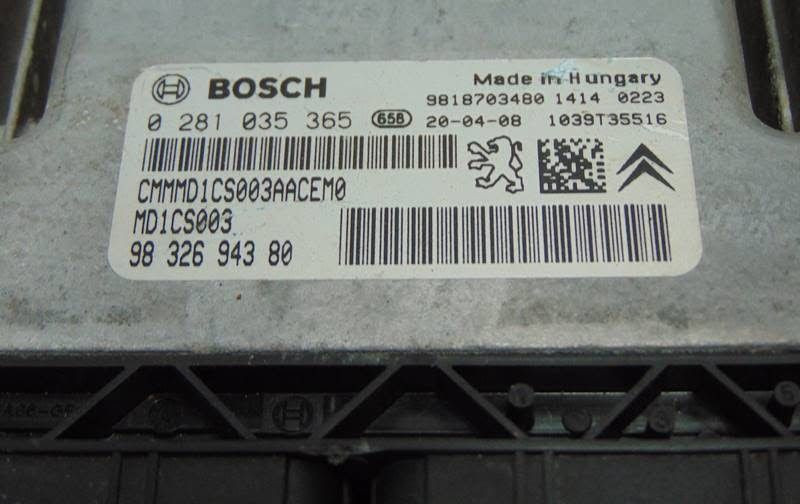 BOSCH
Made in Hungary
9818703480 1414 0223
0 281 035 365 656 20-04-08 1039T35516
CMMMD1CS003AACEM0
MD1CS003
98 326 943 80